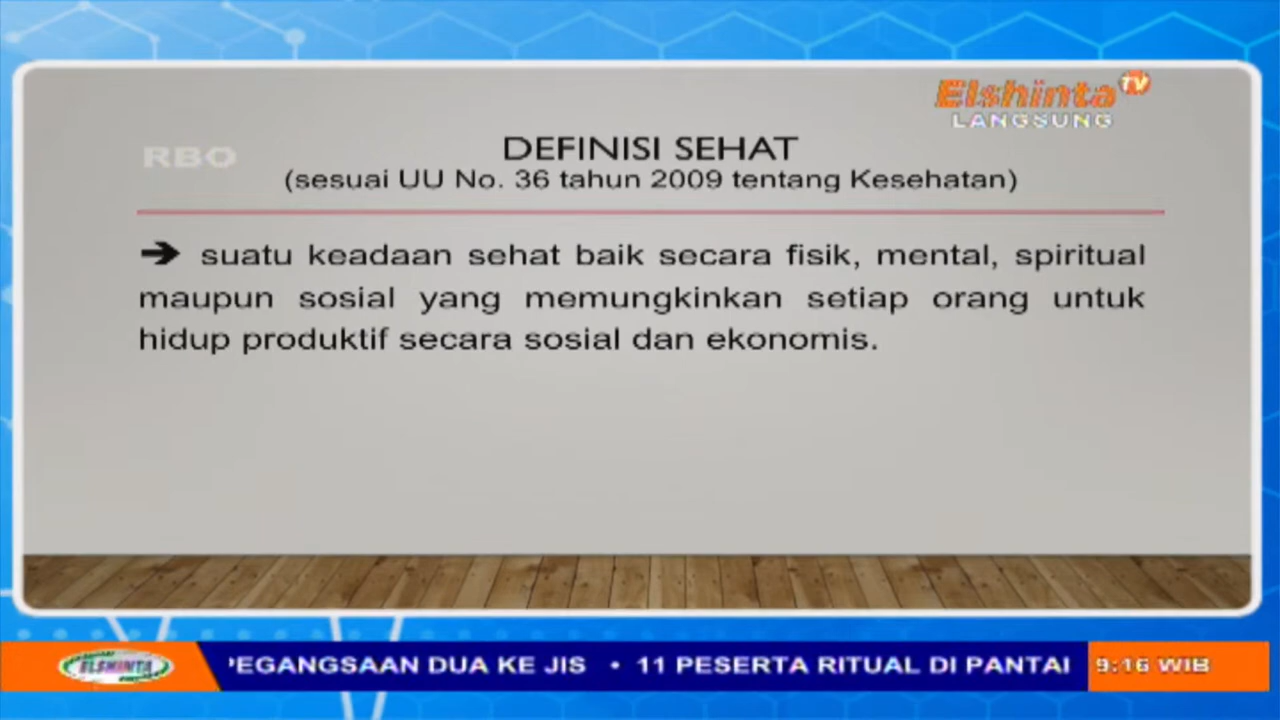 Elshinta TV
LANGSUNG
RBO
DEFINISI SEHAT
(sesuai UU No. 36 tahun 2009 tentang Kesehatan)
➔ suatu keadaan sehat baik secara fisik, mental, spiritual
maupun sosial yang memungkinkan setiap orang untuk
hidup produktif secara sosial dan ekonomis.
ELSHINTA
PEGANGSAAN DUA KE JIS • 11 PESERTA RITUAL DI PANTAI
9:16 WIB